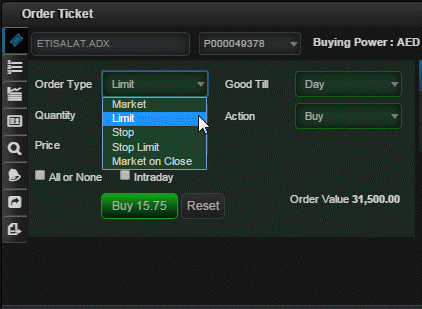 Order Ticket
ETISALAT.ADX P000049378 Buying Power : AED
Order Type Limit Good Till Day
Market
Quantity Limit Action Buy
Stop
Price Stop Limit
Market on Close
All or None Intraday
Buy 15.75 Reset Order Value 31,500.00